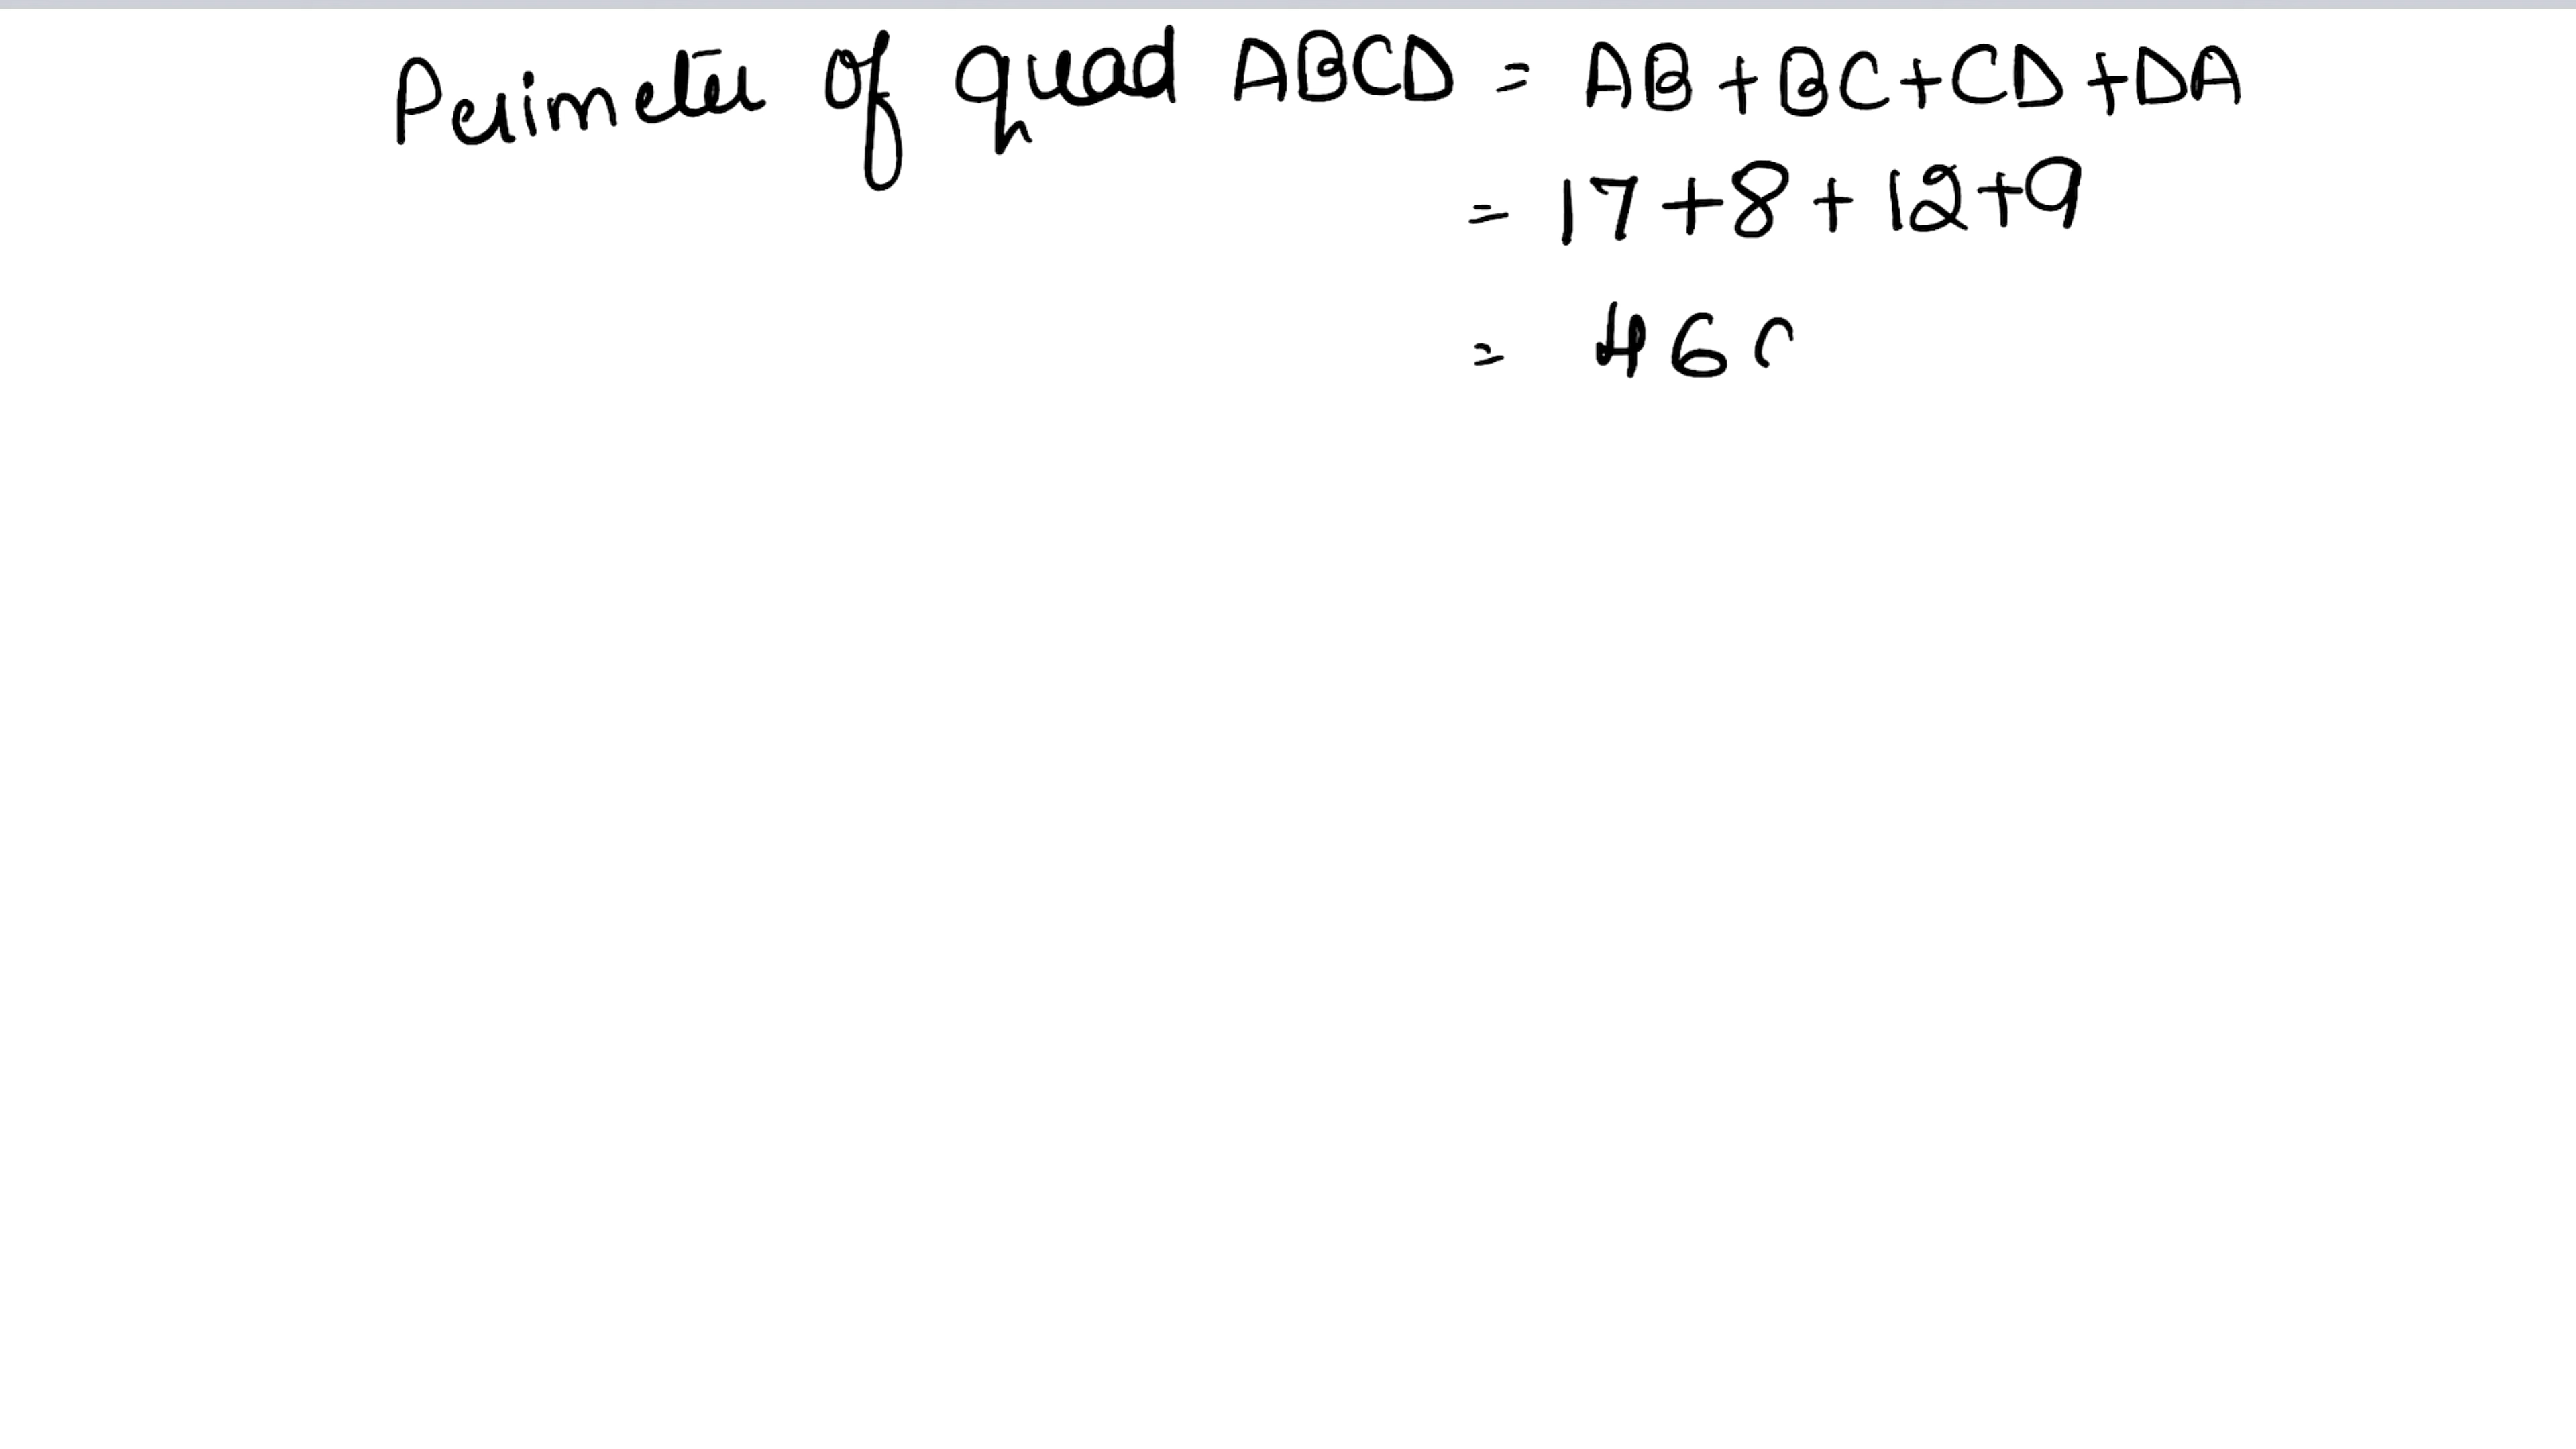 Perimeter of quad ABCD = AB + BC + CD + DA
= 17 + 8 + 12 + 9
= 46 c